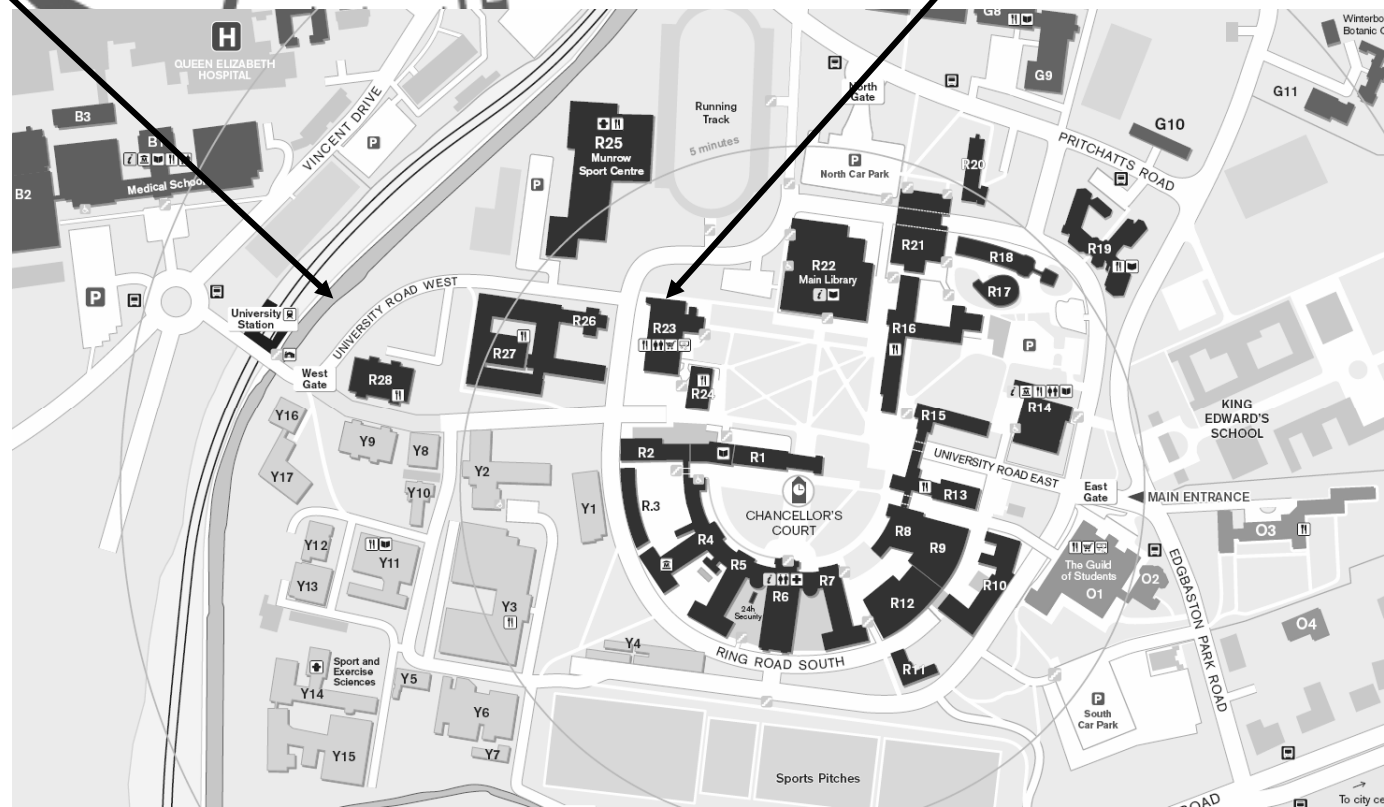 H
QUEEN ELIZABETH
HOSPITAL
G8
G9
G10
G11
Botanic
B3
B2
Medical School
VINCENT DRIVE
P
R25
Munrow
Sport Centre
Running
Track
5 minutes
North
Gate
P
North Car Park
PRITCHATTS ROAD
R20
R19
R21
R18
R17
R22
Main Library
i
R16
P
R23
R24
P
P
University
Station
UNIVERSITY ROAD WEST
R26
R27
R28
West
Gate
R14
R15
KING
EDWARD'S
SCHOOL
UNIVERSITY ROAD EAST
East
Gate
MAIN ENTRANCE
R13
R2
R1
R.3
R4
R5
R6
R7
R8
R9
R10
R12
R11
24h
Security
CHANCELLOR'S
COURT
RING ROAD SOUTH
Y16
Y17
Y9
Y8
Y10
Y2
Y1
Y12
Y13
Y11
Y3
Y4
Sport and
Exercise
Sciences
Y14
Y5
Y6
Y7
Y15
The Guild
of Students
O1
O2
O3
O4
EDGBASTON PARK ROAD
P
South
Car Park
Sports Pitches
ROAD
To city ce